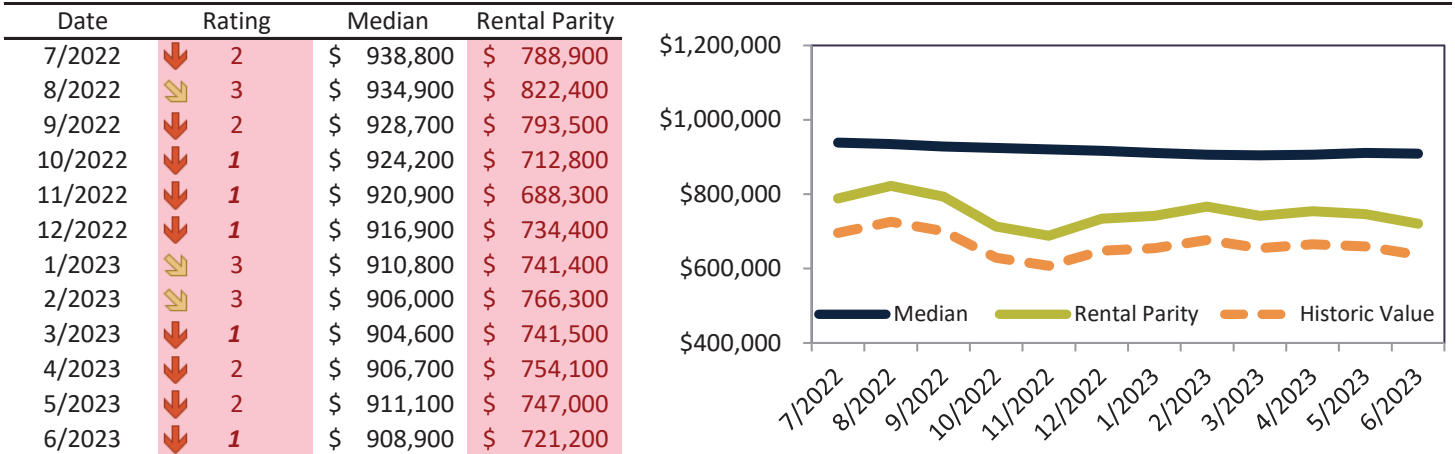 Date Rating Median Rental Parity
7/2022 2 $ 938,800 $ 788,900
8/2022 3 $ 934,900 $ 822,400
9/2022 2 $ 928,700 $ 793,500
10/2022 1 $ 924,200 $ 712,800
11/2022 1 $ 920,900 $ 688,300
12/2022 1 $ 916,900 $ 734,400
1/2023 3 $ 910,800 $ 741,400
2/2023 3 $ 906,000 $ 766,300
3/2023 1 $ 904,600 $ 741,500
4/2023 2 $ 906,700 $ 754,100
5/2023 2 $ 911,100 $ 747,000
6/2023 1 $ 908,900 $ 721,200
$1,200,000
$1,000,000
$800,000
$600,000
$400,000
Median Rental Parity Historic Value
7/2022 8/2022 9/2022 10/2022 11/2022 12/2022 1/2023 2/2023 3/2023 4/2023 5/2023 6/2023